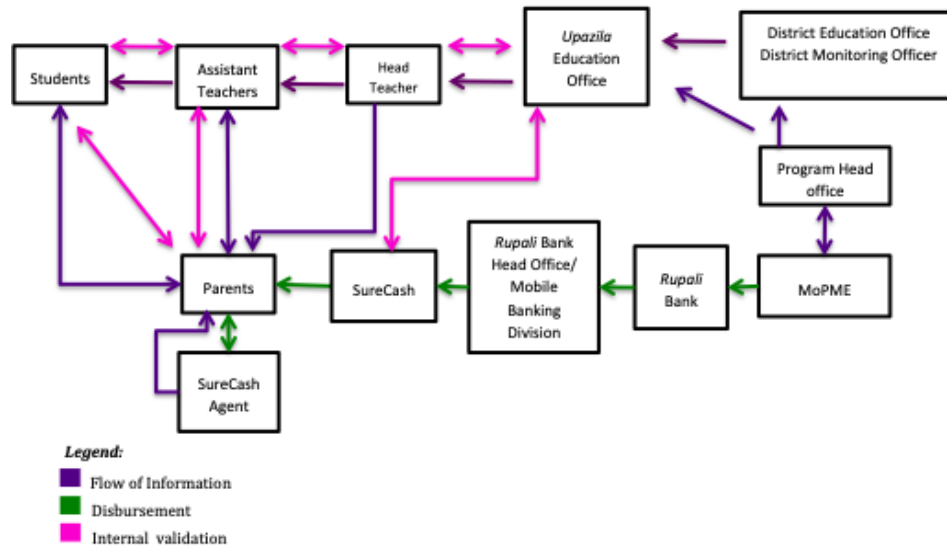 Students
Assistant
Teachers
Head
Teacher
Upazila
Education
Office
District Education Office
District Monitoring Officer
Program Head
office
Parents
SureCash
Rupali Bank
Head Office/
Mobile
Banking
Division
Rupali
Bank
MoPME
SureCash
Agent
Legend:
Flow of Information
Disbursement
Internal validation